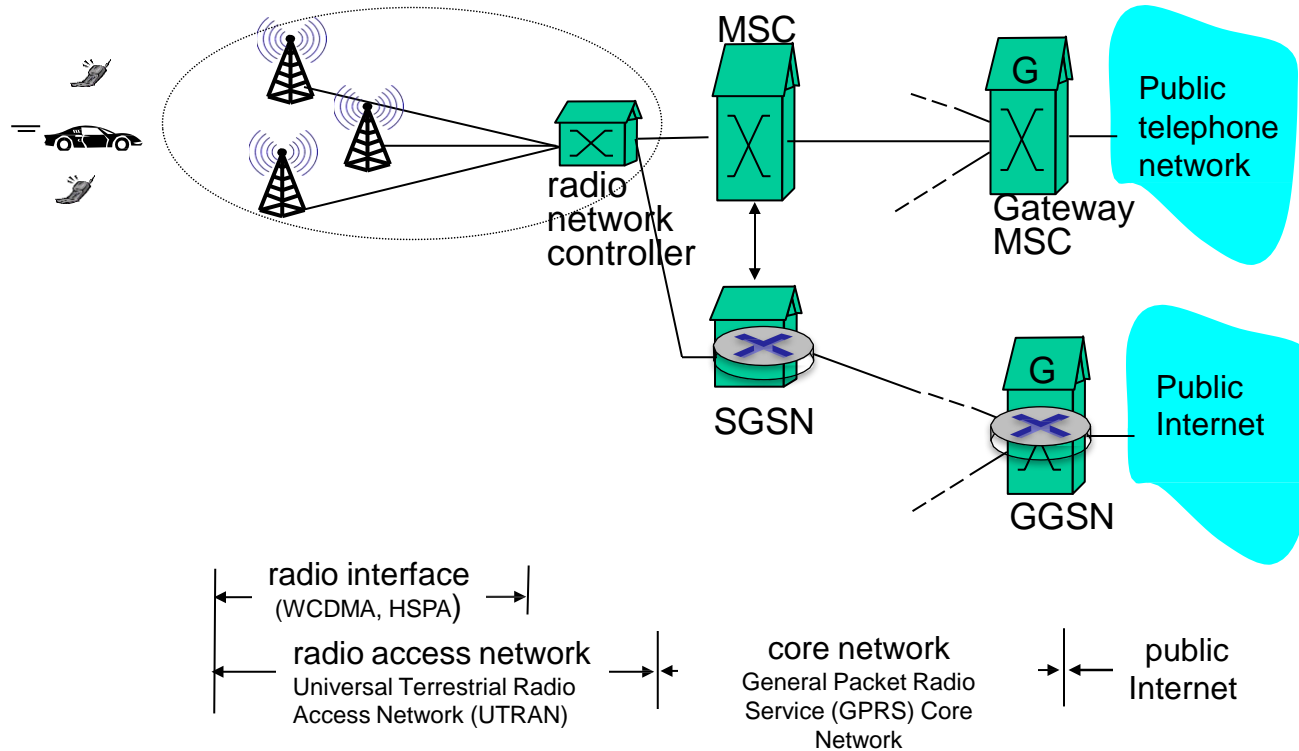 MSC
G
Public
telephone
network
radio
network
controller
Gateway
MSC
SGSN
G
Public
Internet
GGSN
radio interface
(WCDMA, HSPA)
radio access network
Universal Terrestrial Radio
Access Network (UTRAN)
core network
General Packet Radio
Service (GPRS) Core
Network
public
Internet